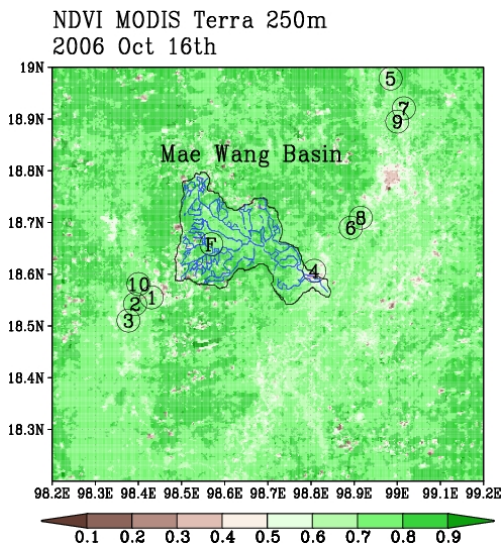 NDVI MODIS Terra 250m
2006 Oct 16th
19N
5
18.9N
7
9
18.8N
Mae Wang Basin
18.7N
8
6
F
18.6N
4
10
1
2
3
18.5N
18.4N
18.3N
98.2E 98.3E 98.4E 98.5E 98.6E 98.7E 98.8E 98.9E 99E 99.1E 99.2E
0.1 0.2 0.3 0.4 0.5 0.6 0.7 0.8 0.9